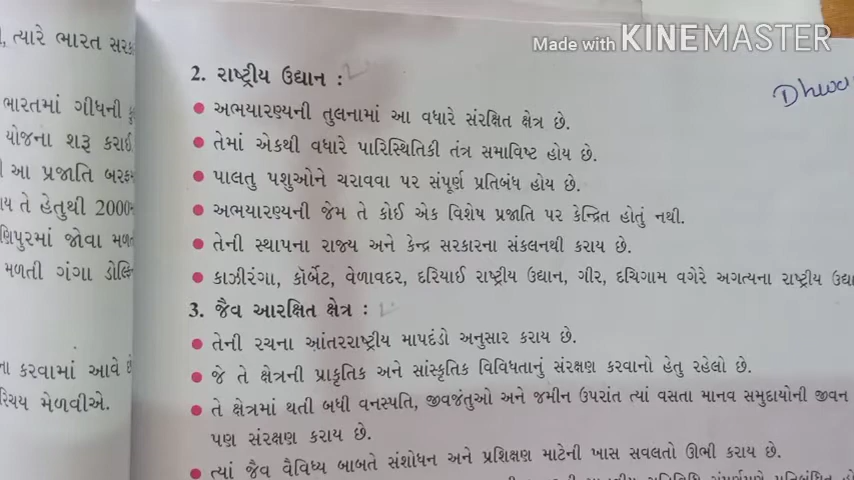 Made with KINEMASTER
, ત્યારે ભારત સરકા
ભારતમાં ગીધની
યોજના શરૂ કરાઈ
આ પ્રજાતિ બરફ
ય તે હેતુથી 2000મ
ણિપુરમાં જોવા મળત
મળતી ગંગા ડોલ્ફિ
ના કરવામાં આવે છે
રિચય મેળવીએ.
2. રાષ્ટ્રીય ઉદ્યાન :
• અભયારણ્યની તુલનામાં આ વધારે સંરક્ષિત ક્ષેત્ર છે.
• તેમાં એકથી વધારે પારિસ્થિતિકી તંત્ર સમાવિષ્ટ હોય છે.
• પાલતુ પશુઓને ચરાવવા પર સંપૂર્ણ પ્રતિબંધ હોય છે.
• અભયારણ્યની જેમ તે કોઈ એક વિશેષ પ્રજાતિ પર કેન્દ્રિત હોતું નથી.
• તેની સ્થાપના રાજ્ય અને કેન્દ્ર સરકારના સંકલનથી કરાય છે.
• કાઝીરંગા, કૉર્બેટ, વેળાવદર, દરિયાઈ રાષ્ટ્રીય ઉદ્યાન, ગીર, દચિગામ વગેરે અગત્યના રાષ્ટ્રીય ઉદ્યા
3. જૈવ આરક્ષિત ક્ષેત્ર :
• તેની રચના આંતરરાષ્ટ્રીય માપદંડો અનુસાર કરાય છે.
• જે તે ક્ષેત્રની પ્રાકૃતિક અને સાંસ્કૃતિક વિવિધતાનું સંરક્ષણ કરવાનો હેતુ રહેલો છે.
• તે ક્ષેત્રમાં થતી બધી વનસ્પતિ, જીવજંતુઓ અને જમીન ઉપરાંત ત્યાં વસતા માનવ સમુદાયોની જીવન
પણ સંરક્ષણ કરાય છે.
• ત્યાં જૈવ વૈવિધ્ય બાબતે સંશોધન અને પ્રશિક્ષણ માટેની ખાસ સવલતો ઊભી કરાય છે.